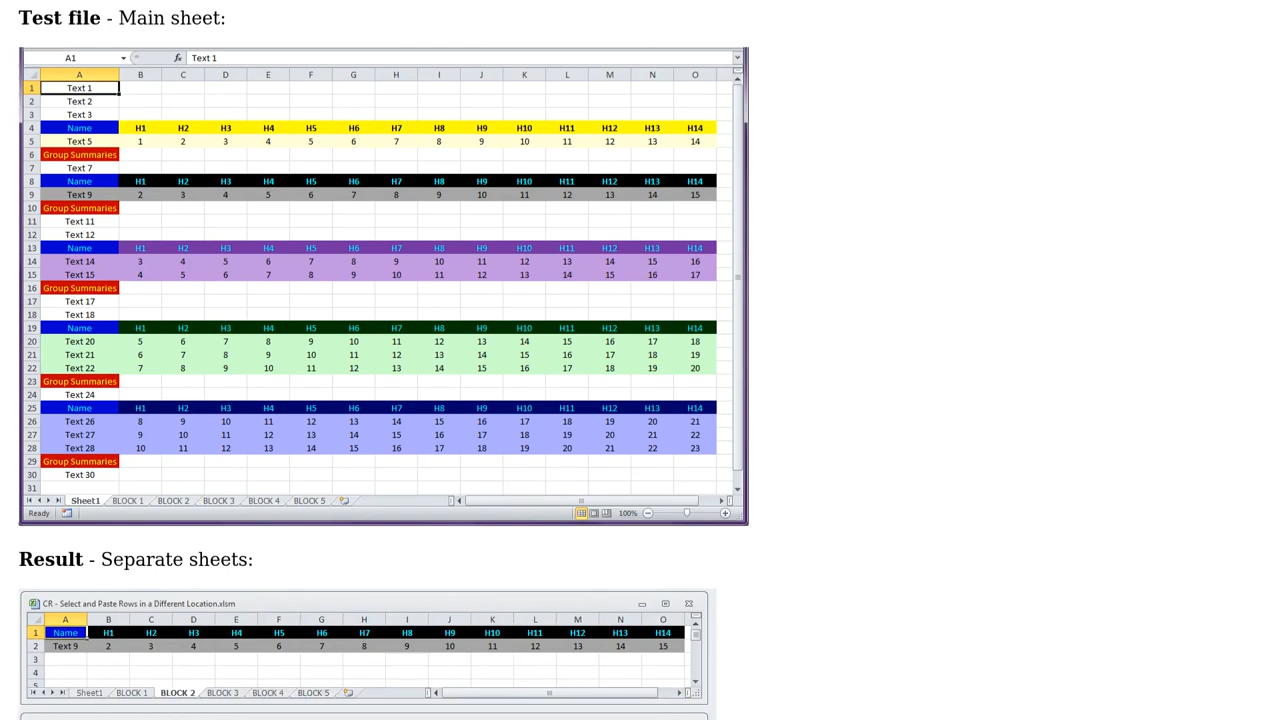 Test file - Main sheet:
A1 fx Text 1
A B C D E F G H I J K L M N O
1 Text 1
2 Text 2
3 Text 3
4 Name H1 H2 H3 H4 H5 H6 H7 H8 H9 H10 H11 H12 H13 H14
5 Text 5 1 2 3 4 5 6 7 8 9 10 11 12 13 14
6 Group Summaries
7 Text 7
8 Name H1 H2 H3 H4 H5 H6 H7 H8 H9 H10 H11 H12 H13 H14
9 Text 9 2 3 4 5 6 7 8 9 10 11 12 13 14 15
10 Group Summaries
11 Text 11
12 Text 12
13 Name H1 H2 H3 H4 H5 H6 H7 H8 H9 H10 H11 H12 H13 H14
14 Text 14 3 4 5 6 7 8 9 10 11 12 13 14 15 16
15 Text 15 4 5 6 7 8 9 10 11 12 13 14 15 16 17
16 Group Summaries
17 Text 17
18 Text 18
19 Name H1 H2 H3 H4 H5 H6 H7 H8 H9 H10 H11 H12 H13 H14
20 Text 20 5 6 7 8 9 10 11 12 13 14 15 16 17 18
21 Text 21 6 7 8 9 10 11 12 13 14 15 16 17 18 19
22 Text 22 7 8 9 10 11 12 13 14 15 16 17 18 19 20
23 Group Summaries
24 Text 24
25 Name H1 H2 H3 H4 H5 H6 H7 H8 H9 H10 H11 H12 H13 H14
26 Text 26 8 9 10 11 12 13 14 15 16 17 18 19 20 21
27 Text 27 9 10 11 12 13 14 15 16 17 18 19 20 21 22
28 Text 28 10 11 12 13 14 15 16 17 18 19 20 21 22 23
29 Group Summaries
30 Text 30
31
Sheet1 BLOCK 1 BLOCK 2 BLOCK 3 BLOCK 4 BLOCK 5
Ready 100%
Result - Separate sheets:
CR - Select and Paste Rows in a Different Location.xlsm
A B C D E F G H I J K L M N O
1 Name H1 H2 H3 H4 H5 H6 H7 H8 H9 H10 H11 H12 H13 H14
2 Text 9 2 3 4 5 6 7 8 9 10 11 12 13 14 15
3
4
5
Sheet1 BLOCK 1 BLOCK 2 BLOCK 3 BLOCK 4 BLOCK 5